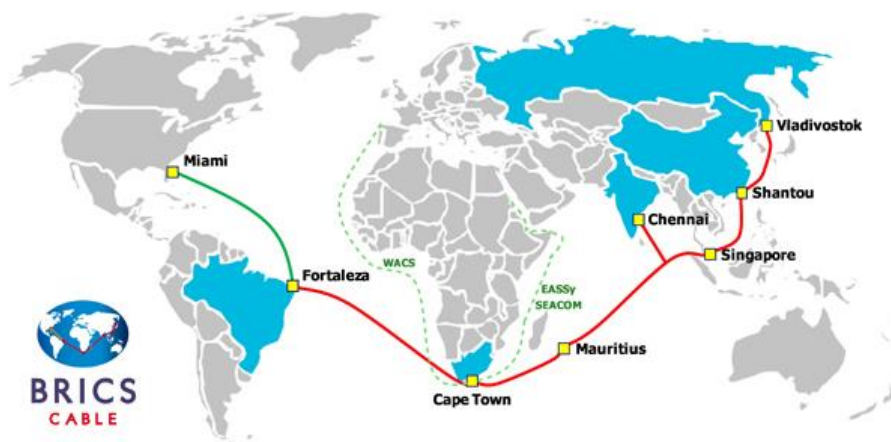 Miami
Vladivostok
Shantou
Chennai
Singapore
WACS
Fortaleza
EASSy
SEACOM
Mauritius
Cape Town
BRICS
CABLE